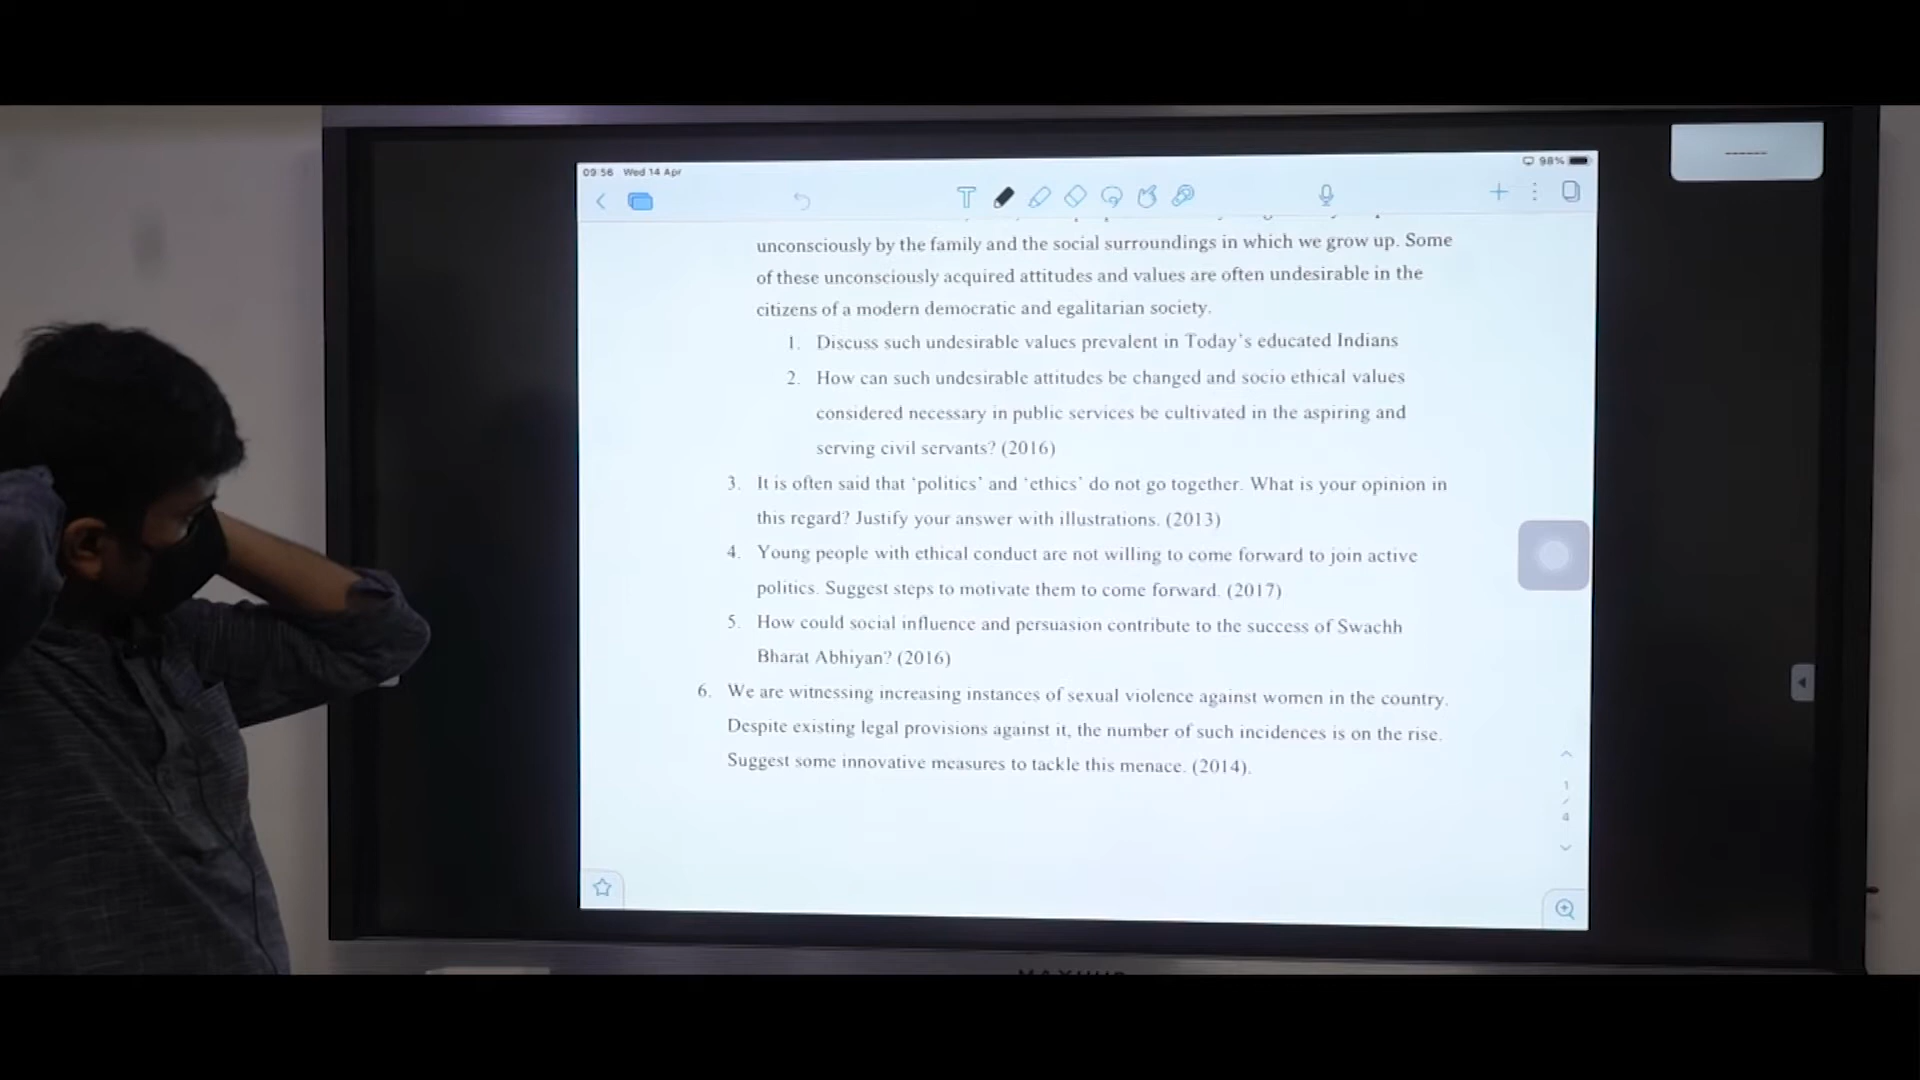 09:56 Wed 14 Apr
98%
unconsciously by the family and the social surroundings in which we grow up. Some
of these unconsciously acquired attitudes and values are often undesirable in the
citizens of a modern democratic and egalitarian society.
1. Discuss such undesirable values prevalent in Today's educated Indians
2. How can such undesirable attitudes be changed and socio ethical values
considered necessary in public services be cultivated in the aspiring and
serving civil servants? (2016)
3. It is often said that 'politics' and 'ethics' do not go together. What is your opinion in
this regard? Justify your answer with illustrations. (2013)
4. Young people with ethical conduct are not willing to come forward to join active
politics. Suggest steps to motivate them to come forward. (2017)
5. How could social influence and persuasion contribute to the success of Swachh
Bharat Abhiyan? (2016)
6. We are witnessing increasing instances of sexual violence against women in the country.
Despite existing legal provisions against it, the number of such incidences is on the rise.
Suggest some innovative measures to tackle this menace. (2014).
1
/
4